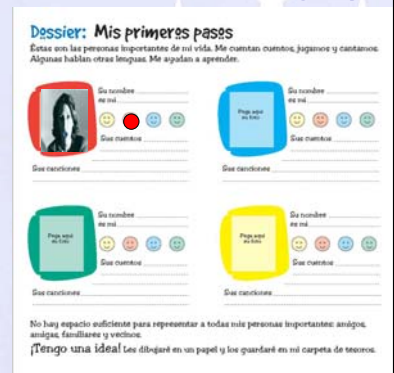 Dossier: Mis primeros pasos
Éstas son las personas importantes de mi vida. Me cuentan cuentos, jugamos y cantamos.
Algunas hablan otras lenguas. Me ayudan a aprender.
Su nombre
es mi
Sus cuentos
Sus canciones
Pega aquí
su foto
Su nombre
es mi
Sus cuentos
Sus canciones
Pega aquí
su foto
Su nombre
es mi
Sus cuentos
Sus canciones
Pega aquí
su foto
Su nombre
es mi
Sus cuentos
Sus canciones
No hay espacio suficiente para representar a todas mis personas importantes: amigos,
amigas, familiares y vecinos.
¡Tengo una idea! Les dibujaré en un papel y los guardaré en mi carpeta de tesoros.